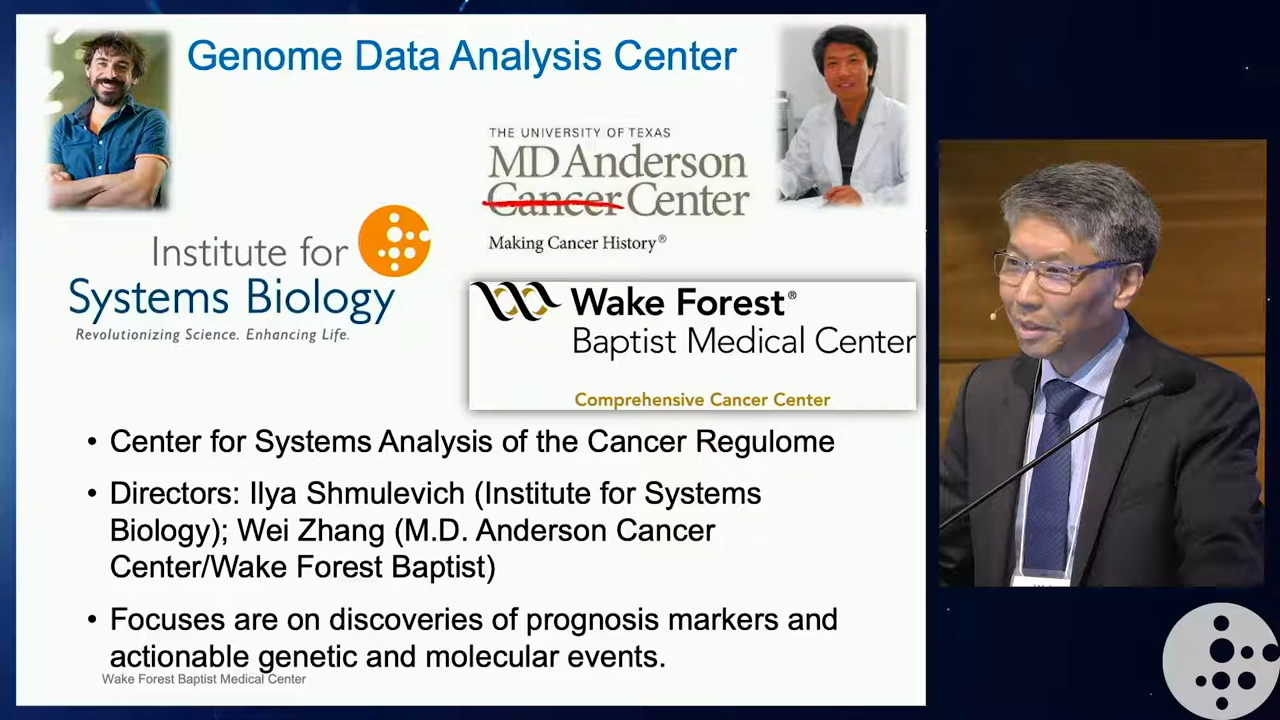 Genome Data Analysis Center
THE UNIVERSITY OF TEXAS
MD Anderson
Cancer Center
Making Cancer History®
Institute for
Systems Biology
Revolutionizing Science. Enhancing Life.
Wake Forest®
Baptist Medical Center
Comprehensive Cancer Center
• Center for Systems Analysis of the Cancer Regulome
• Directors: Ilya Shmulevich (Institute for Systems
Biology); Wei Zhang (M.D. Anderson Cancer
Center/Wake Forest Baptist)
• Focuses are on discoveries of prognosis markers and
actionable genetic and molecular events.
Wake Forest Baptist Medical Center